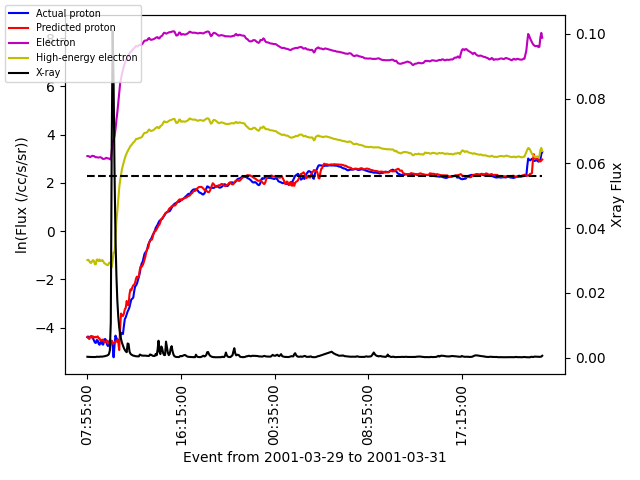 Actual proton
Predicted proton
Electron
High-energy electron
X-ray
8
6
4
2
0
−2
−4
ln(Flux (/cc/s/sr))
0.10
0.08
0.06
0.04
0.02
0.00
Xray Flux
07:55:00
16:15:00
00:35:00
08:55:00
17:15:00
Event from 2001-03-29 to 2001-03-31